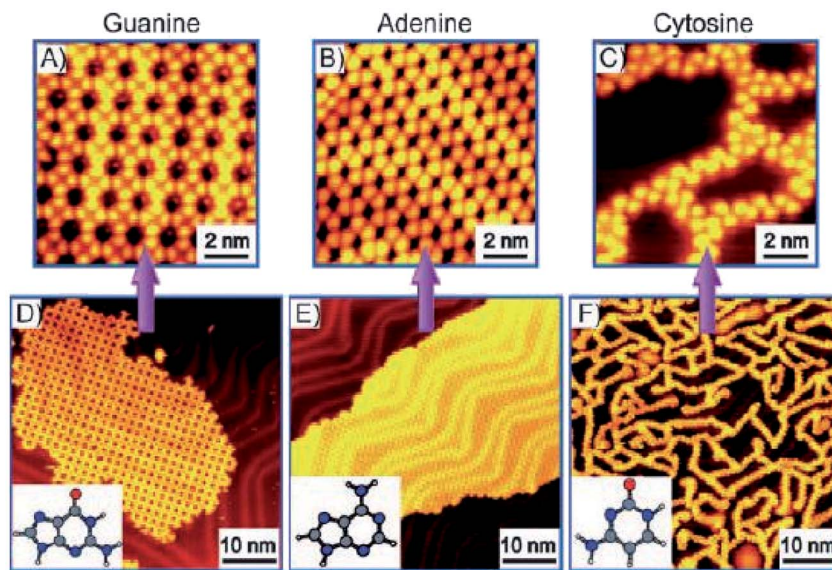 Guanine Adenine Cytosine
A) B) C)
2 nm 2 nm 2 nm
D) E) F)
10 nm 10 nm 10 nm